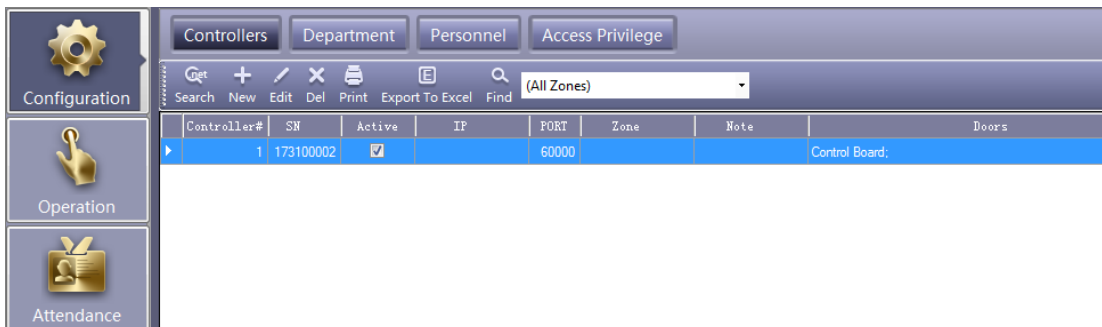 Configuration
Operation
Attendance
Controllers Department Personnel Access Privilege
Cnet
E
Search New Edit Del Print Export To Excel Find (All Zones)
Controller# SN Active IP PORT Zone Note Doors
1 173100002 60000 Control Board;